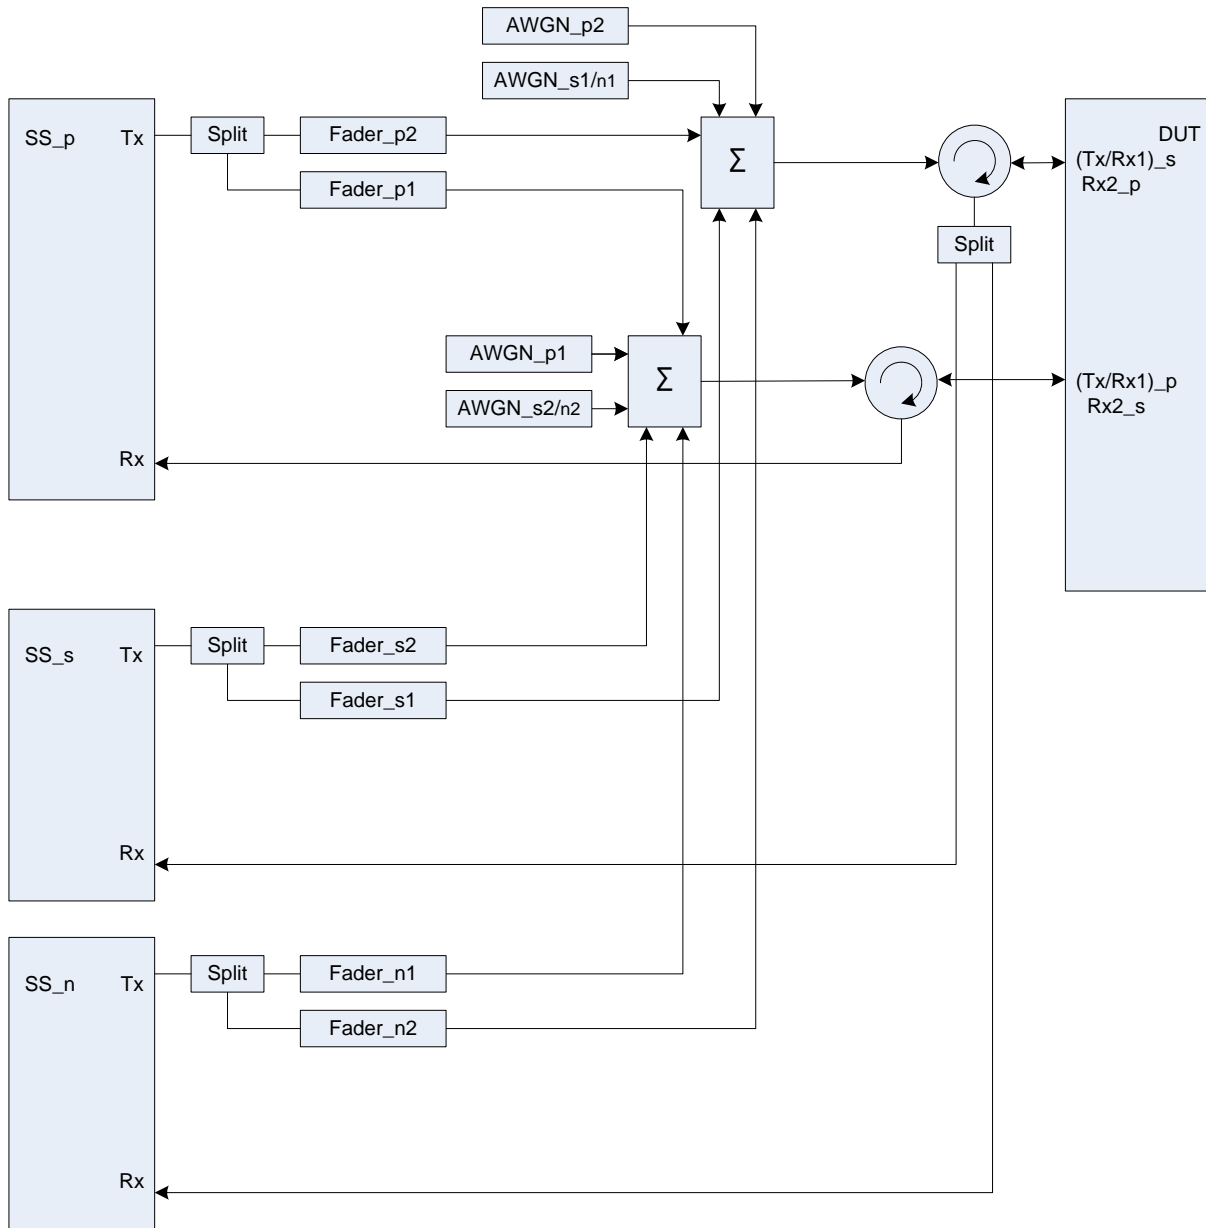 AWGN_p2
AWGN_s1/n1
SS_p
Tx
Split
Fader_p2
Fader_p1
Σ
DUT
(Tx/Rx1)_s
Rx2_p
Split
AWGN_p1
AWGN_s2/n2
Σ
(Tx/Rx1)_p
Rx2_s
Rx
SS_s
Tx
Split
Fader_s2
Fader_s1
Rx
SS_n
Tx
Split
Fader_n1
Fader_n2
Rx